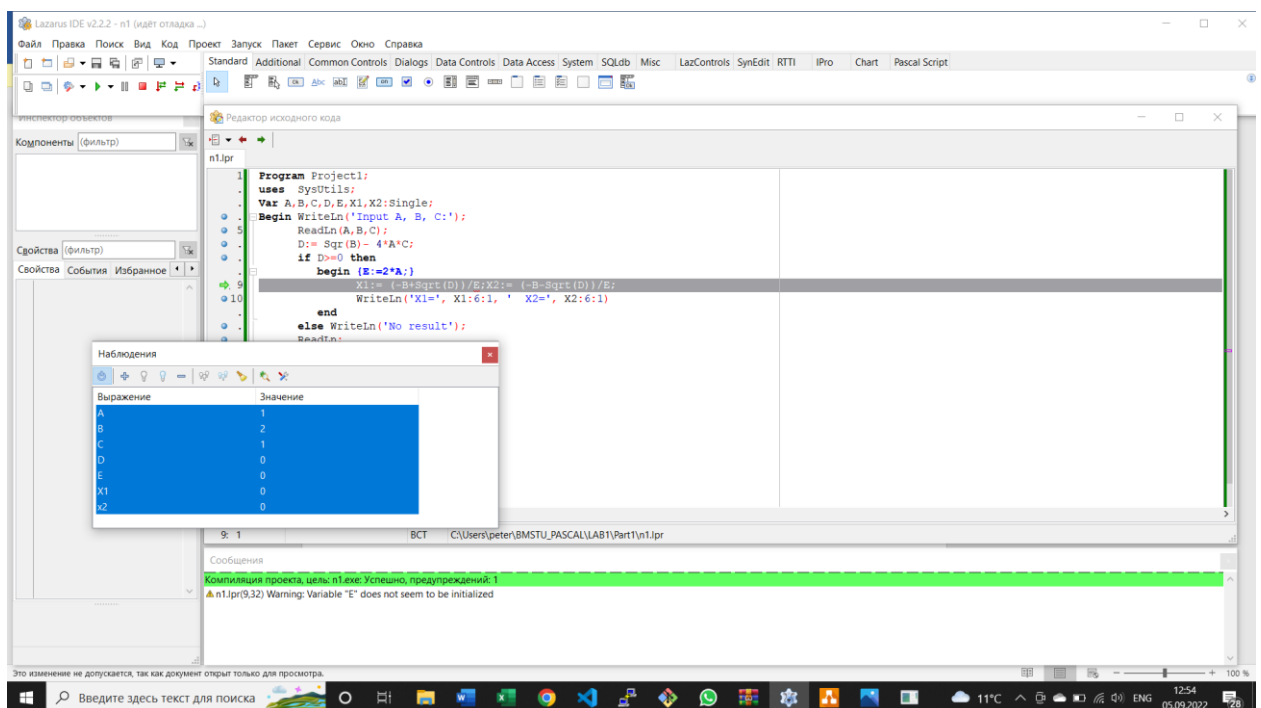 Lazarus IDE v2.2.2 - n1 (идёт отладка ...)
Файл Правка Поиск Вид Код Проект Запуск Пакет Сервис Окно Справка
Standard Additional Common Controls Dialogs Data Controls Data Access System SQLdb Misc LazControls SynEdit RTTI IPro Chart Pascal Script
Инспектор объектов
Компоненты (фильтр)
Свойства (фильтр)
Свойства События Избранное
Редактор исходного кода
n1.lpr
1 Program Project1;
. uses SysUtils;
. Var A,B,C,D,E,X1,X2:Single;
. Begin WriteLn('Input A, B, C:');
5 ReadLn(A,B,C);
. D:= Sqr(B)- 4*A*C;
. if D>=0 then
. begin {E:=2*A;}
9 X1:= (-B+Sqrt(D))/E;X2:= (-B-Sqrt(D))/E;
10 WriteLn('X1=', X1:6:1, ' X2=', X2:6:1)
. end
. else WriteLn('No result');
ReadLn;
Наблюдения
Выражение Значение
A 1
B 2
C 1
D 0
E 0
X1 0
x2 0
9: 1 ВСТ C:\Users\peter\BMSTU_PASCAL\LAB1\Part1\n1.lpr
Сообщения
Компиляция проекта, цель: n1.exe: Успешно, предупреждений: 1
n1.lpr(9,32) Warning: Variable "E" does not seem to be initialized
Это изменение не допускается, так как документ открыт только для просмотра.
100 %
Введите здесь текст для поиска
11°C
ENG
12:54
05.09.2022
28